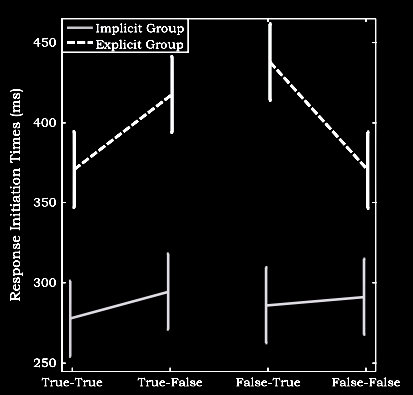 Implicit Group
Explicit Group
Response Initiation Times (ms)
450
400
350
300
250
True-True True-False False-True False-False